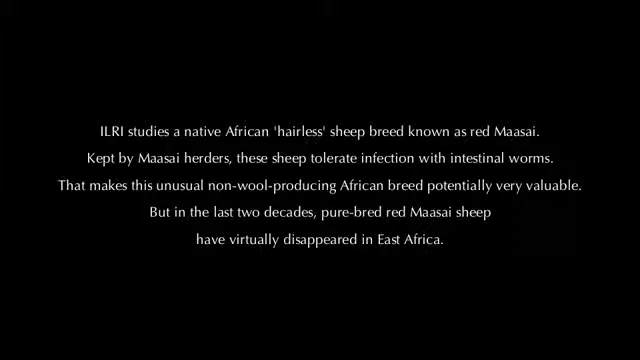 ILRI studies a native African 'hairless' sheep breed known as red Maasai.
Kept by Maasai herders, these sheep tolerate infection with intestinal worms.
That makes this unusual non-wool-producing African breed potentially very valuable.
But in the last two decades, pure-bred red Maasai sheep
have virtually disappeared in East Africa.